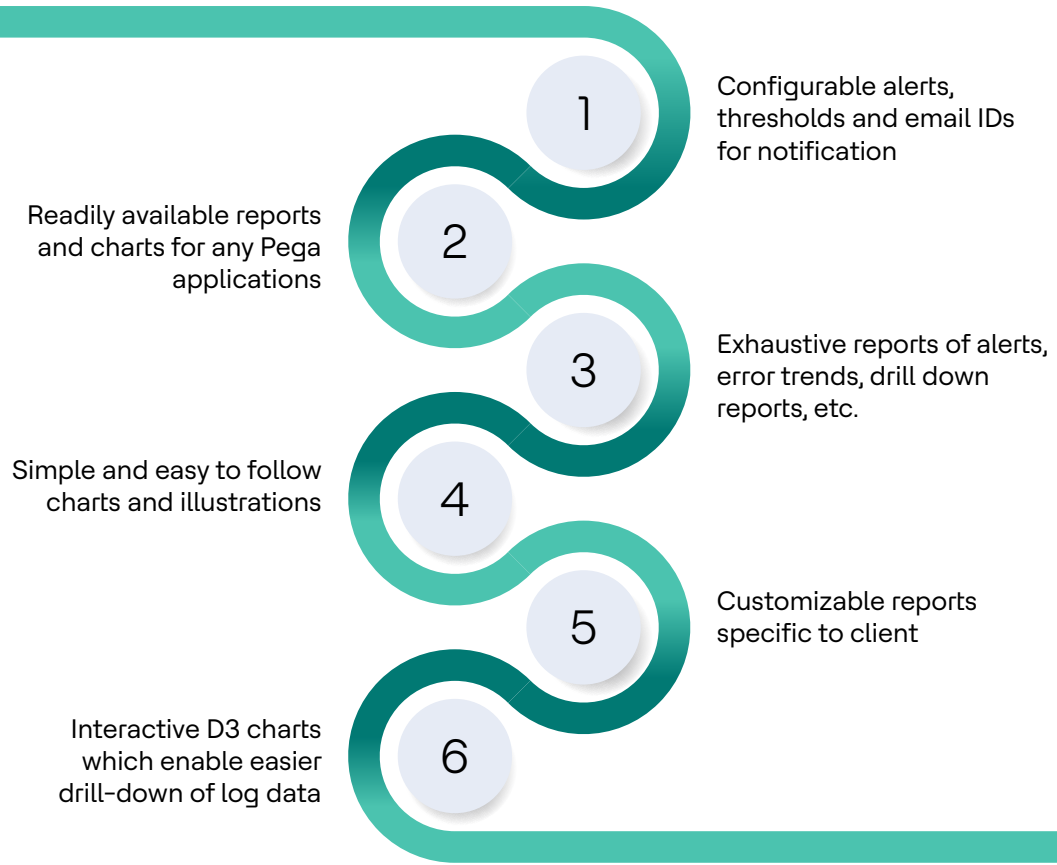 1
Configurable alerts,
thresholds and email IDs
for notification
2
Readily available reports
and charts for any Pega
applications
3
Exhaustive reports of alerts,
error trends, drill down
reports, etc.
4
Simple and easy to follow
charts and illustrations
5
Customizable reports
specific to client
6
Interactive D3 charts
which enable easier
drill-down of log data